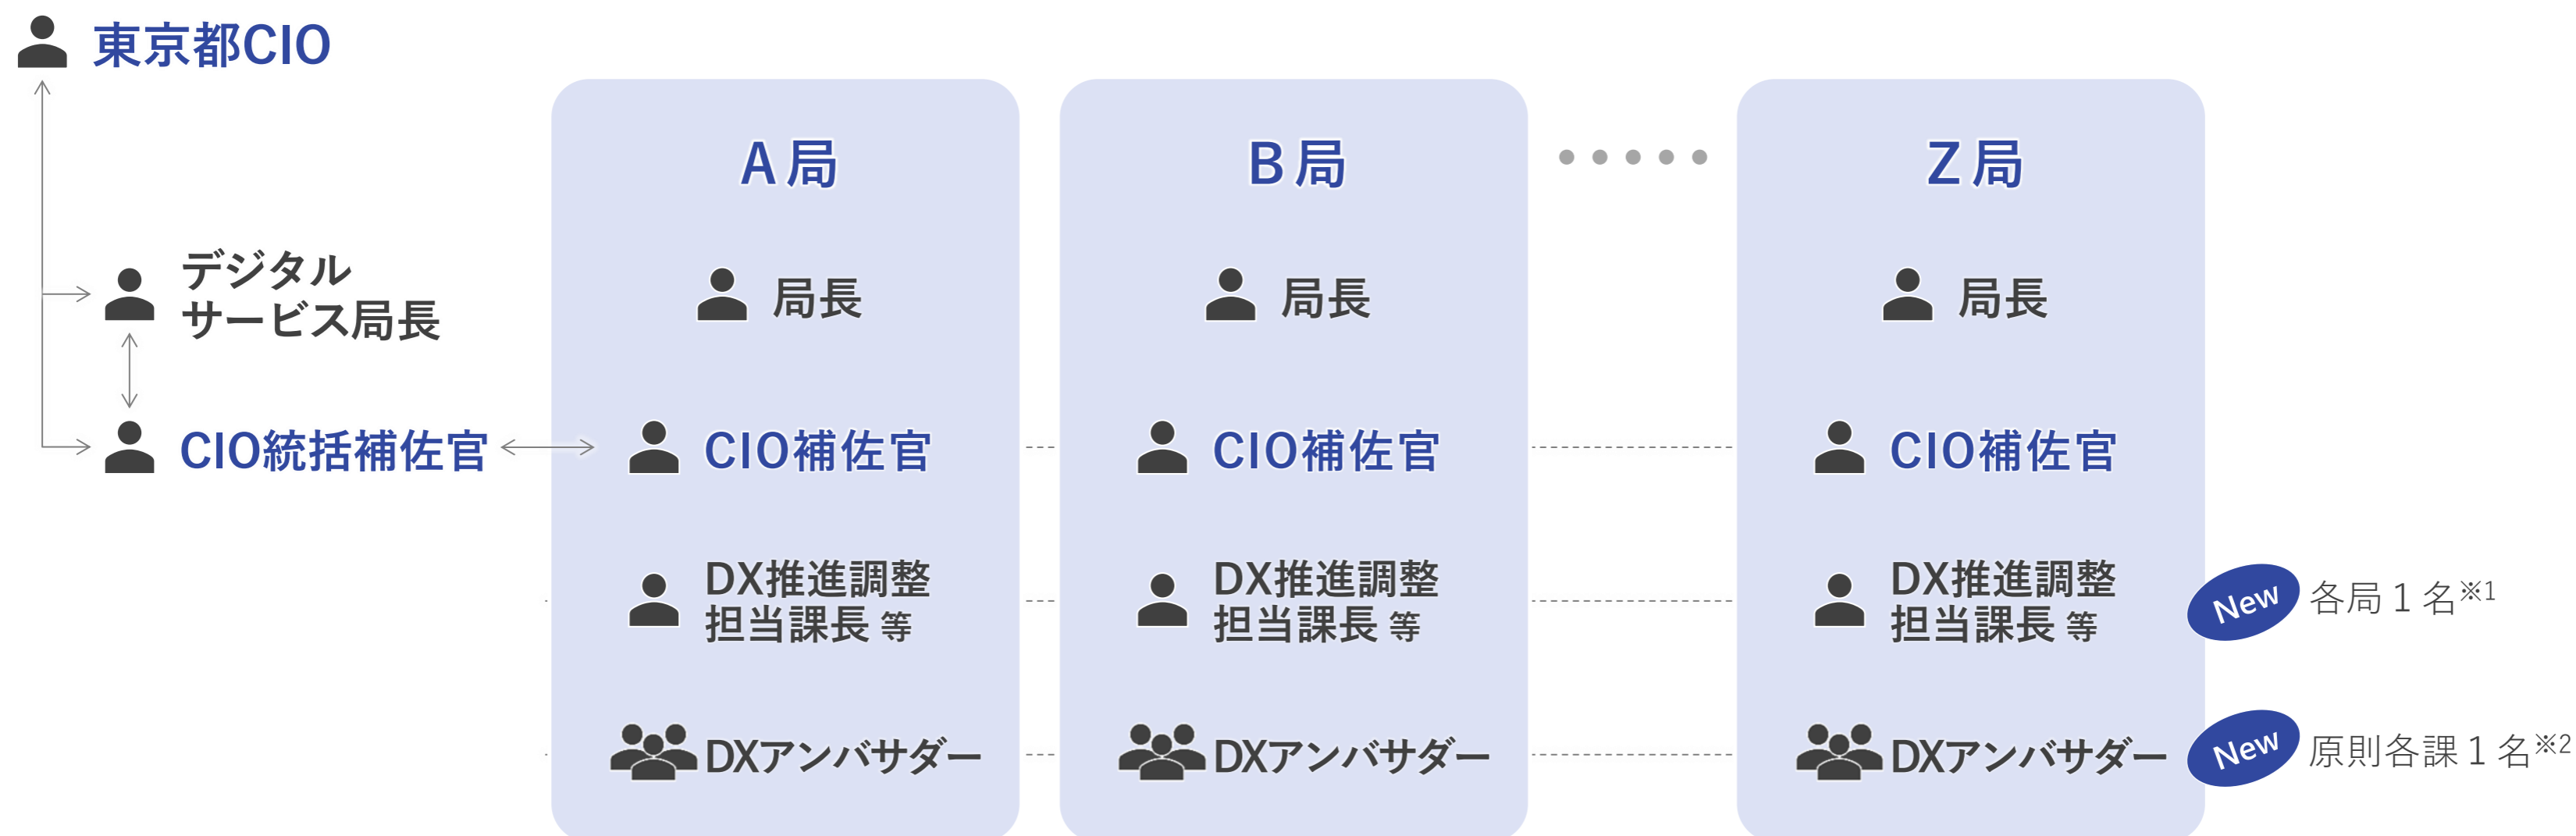 東京都CIO
デジタル
サービス局長
CIO統括補佐官
A局
局長
CIO補佐官
DX推進調整
担当課長 等
DXアンバサダー
B局
局長
CIO補佐官
DX推進調整
担当課長 等
DXアンバサダー
Z局
局長
CIO補佐官
DX推進調整
担当課長 等
DXアンバサダー
New 各局1名※1
New 原則各課1名※2